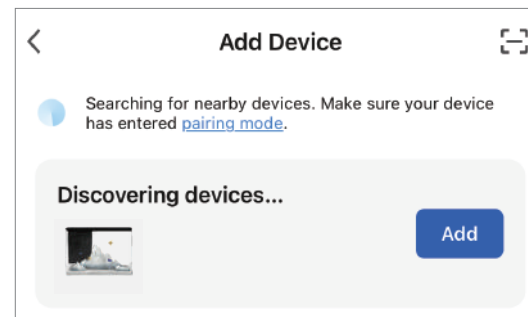 Add Device
Searching for nearby devices. Make sure your device
has entered pairing mode.
Discovering devices...
Add